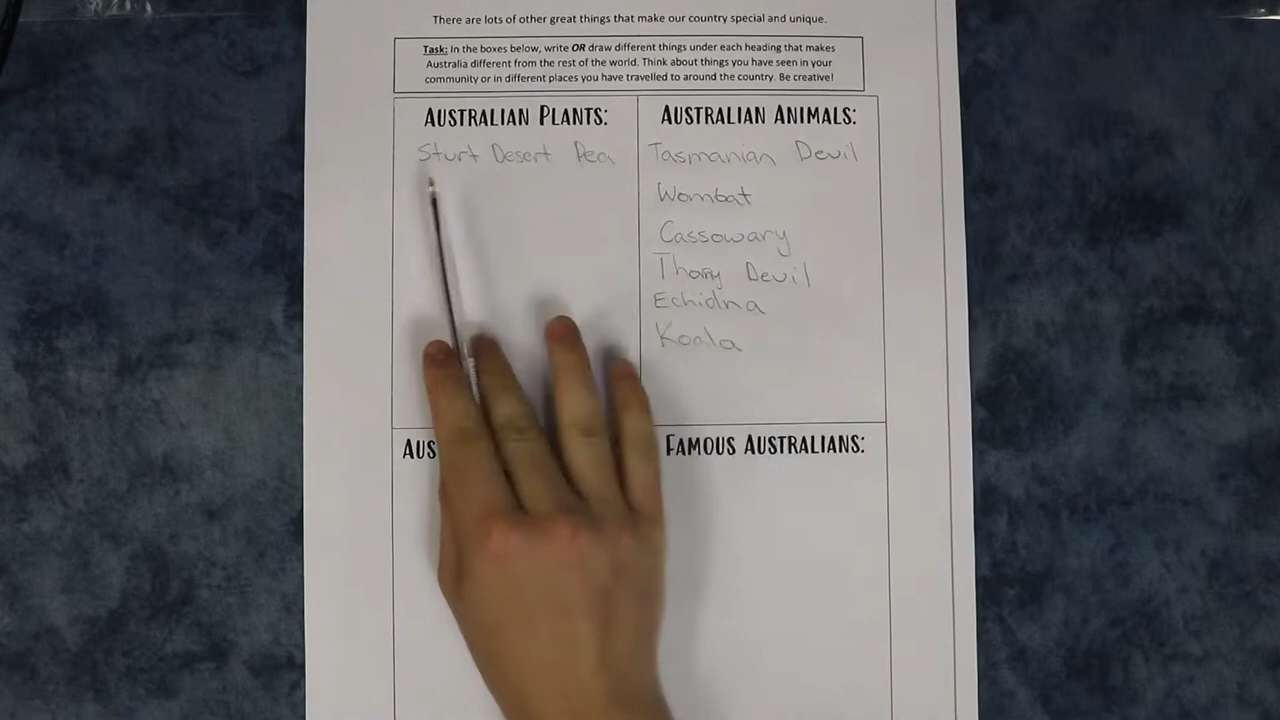 There are lots of other great things that make our country special and unique.
Task: In the boxes below, write OR draw different things under each heading that makes
Australia different from the rest of the world. Think about things you have seen in your
community or in different places you have travelled to around the country. Be creative!
AUSTRALIAN PLANTS:
Sturt Desert Pea
AUSTRALIAN ANIMALS:
Tasmanian Devil
Wombat
Cassowary
Thorny Devil
Echidna
Koala
AUS
FAMOUS AUSTRALIANS: